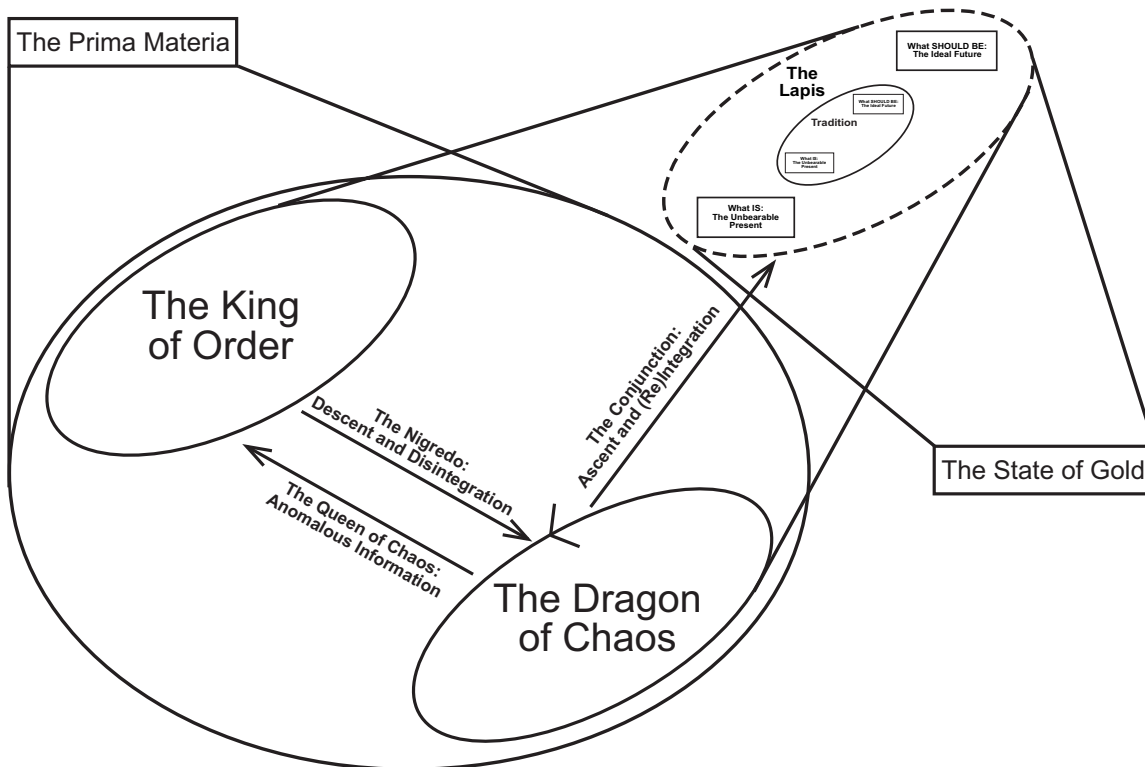 The Prima Materia
What SHOULD BE:
The Ideal Future
The
Lapis
What SHOULD BE:
The Ideal Future
Tradition
What IS:
The Unbearable
Present
What IS:
The Unbearable
Present
The King
of Order
The Nigredo:
Descent and Disintegration
The Queen of Chaos:
Anomalous Information
The Conjunction:
Ascent and (Re)Integration
The State of Gold
The Dragon
of Chaos